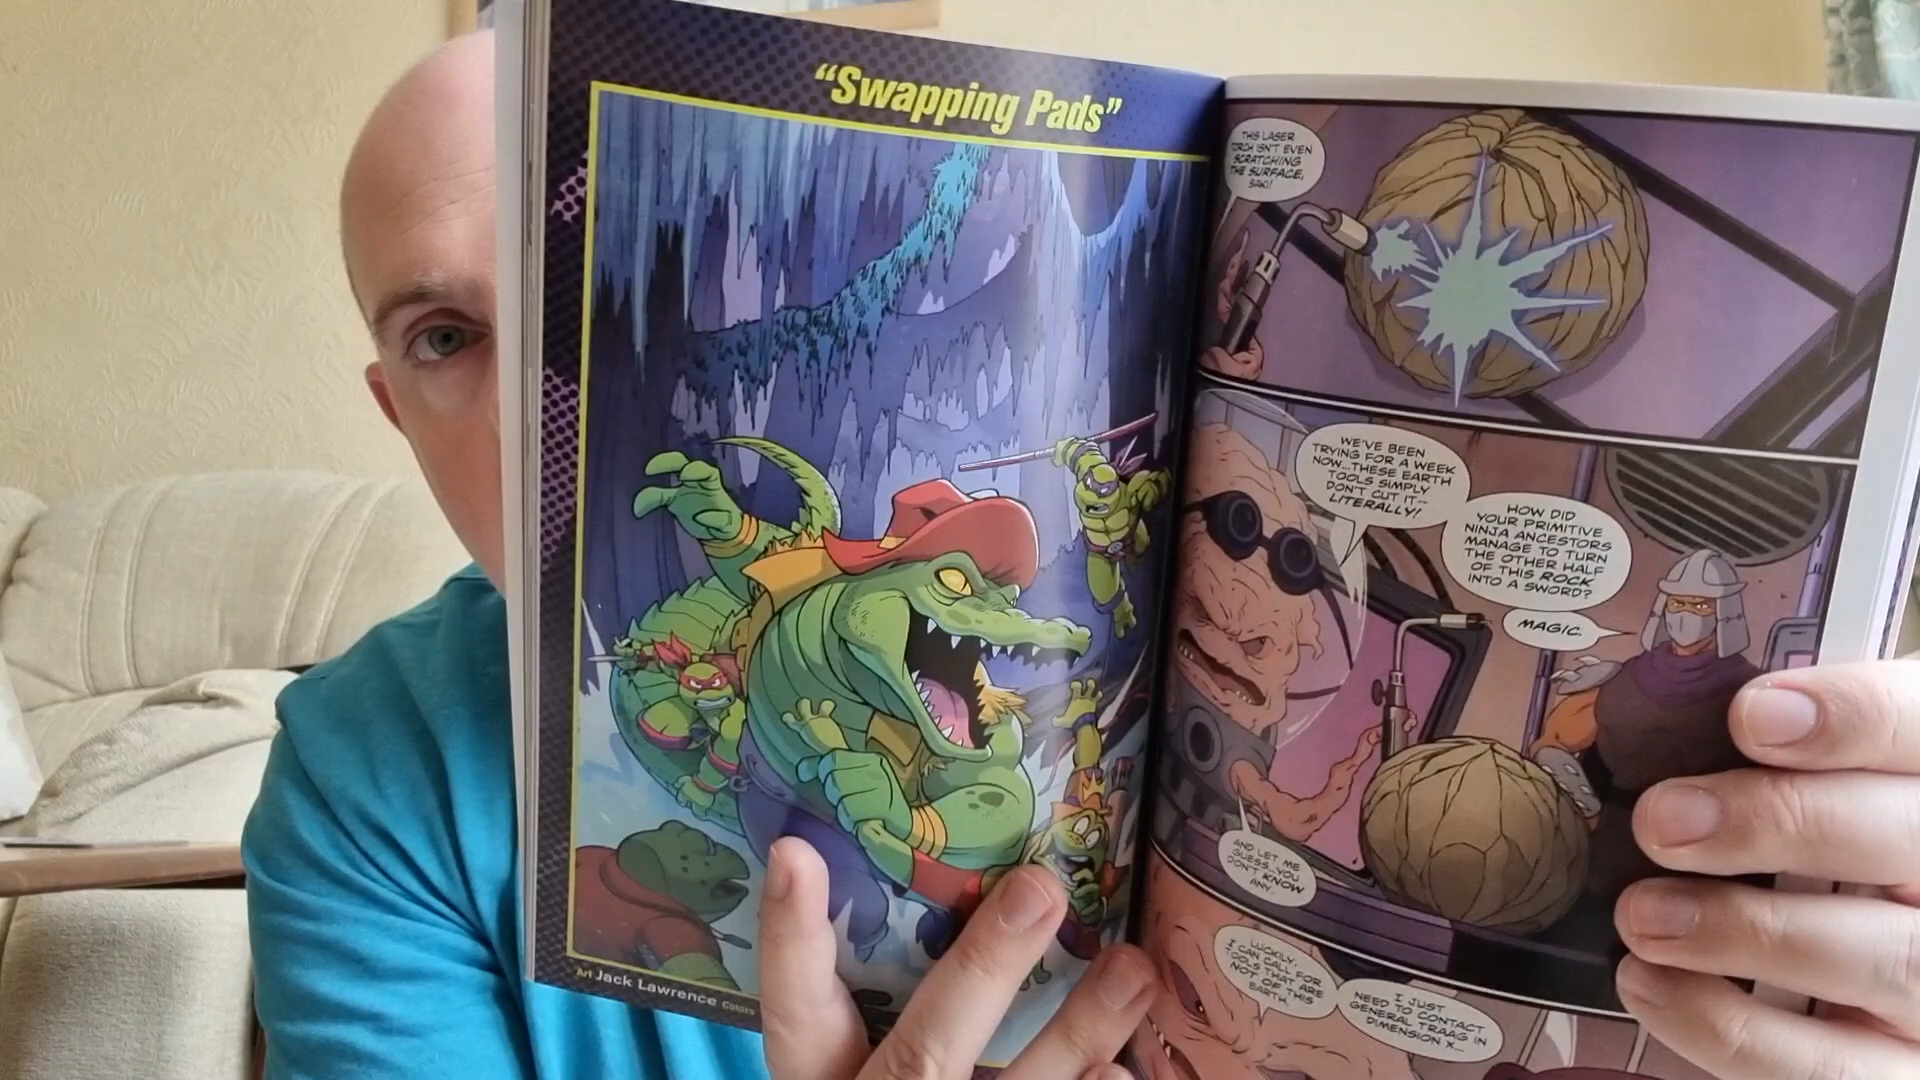 “Swapping Pads”
Art Jack Lawrence Colors
THIS LASER
TORCH ISN'T EVEN
SCRATCHING
THE SURFACE,
SAKI!
WE'VE BEEN
TRYING FOR A WEEK
NOW...THESE EARTH
TOOLS SIMPLY
DON'T CUT IT--
LITERALLY!
HOW DID
YOUR PRIMITIVE
NINJA ANCESTORS
MANAGE TO TURN
THE OTHER HALF
OF THIS ROCK
INTO A SWORD?
MAGIC.
AND LET ME
GUESS...YOU
DON'T KNOW
ANY.
LUCKILY,
I CAN CALL FOR
TOOLS THAT ARE
NOT OF THIS
EARTH.
I JUST
NEED TO CONTACT
GENERAL TRAAG IN
DIMENSION X...